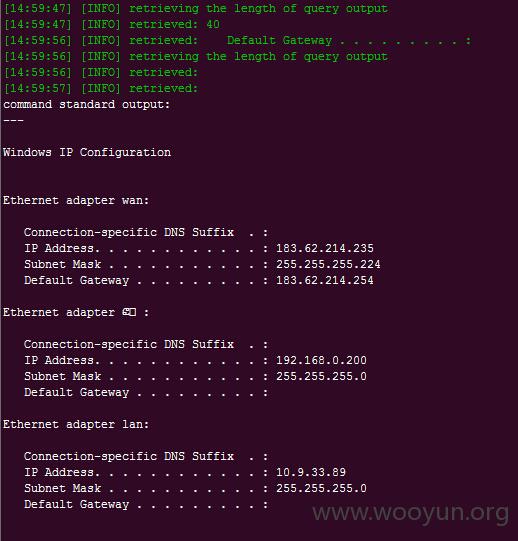 [14:59:47] [INFO] retrieving the length of query output
[14:59:47] [INFO] retrieved: 40
[14:59:56] [INFO] retrieved:    Default Gateway . . . . . . . . . :
[14:59:56] [INFO] retrieving the length of query output
[14:59:56] [INFO] retrieved:
[14:59:57] [INFO] retrieved:
command standard output:
---
Windows IP Configuration
Ethernet adapter wan:
   Connection-specific DNS Suffix  . :
   IP Address. . . . . . . . . . . . : 183.62.214.235
   Subnet Mask . . . . . . . . . . . : 255.255.255.224
   Default Gateway . . . . . . . . . : 183.62.214.254
Ethernet adapter :
   Connection-specific DNS Suffix  . :
   IP Address. . . . . . . . . . . . : 192.168.0.200
   Subnet Mask . . . . . . . . . . . : 255.255.255.0
   Default Gateway . . . . . . . . . :
Ethernet adapter lan:
   Connection-specific DNS Suffix  . :
   IP Address. . . . . . . . . . . . : 10.9.33.89
   Subnet Mask . . . . . . . . . . . : 255.255.255.0
   Default Gateway . . . . . . . . . :
www.wooyun.org